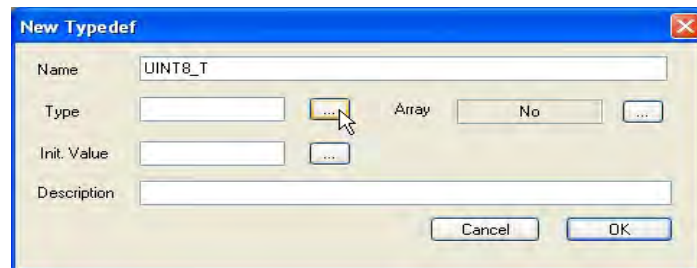 New Typedef
Name UINT8_T
Type ... Array No ...
Init. Value ...
Description
Cancel OK